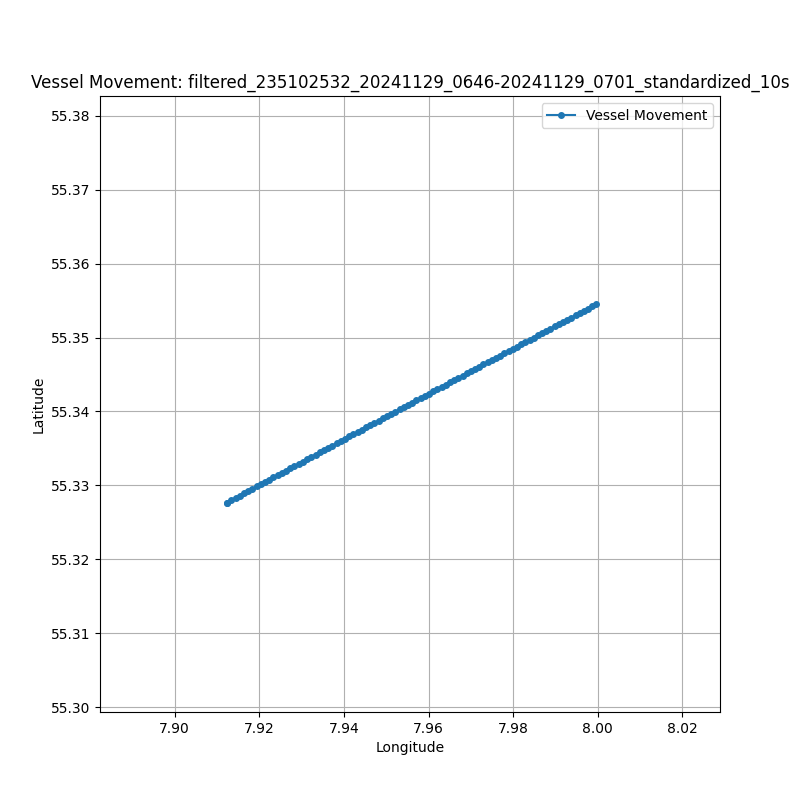 Vessel Movement: filtered_235102532_20241129_0646-20241129_0701_standardized_10s
Vessel Movement
55.38
55.37
55.36
55.35
55.34
55.33
55.32
55.31
55.30
Latitude
7.90 7.92 7.94 7.96 7.98 8.00 8.02
Longitude